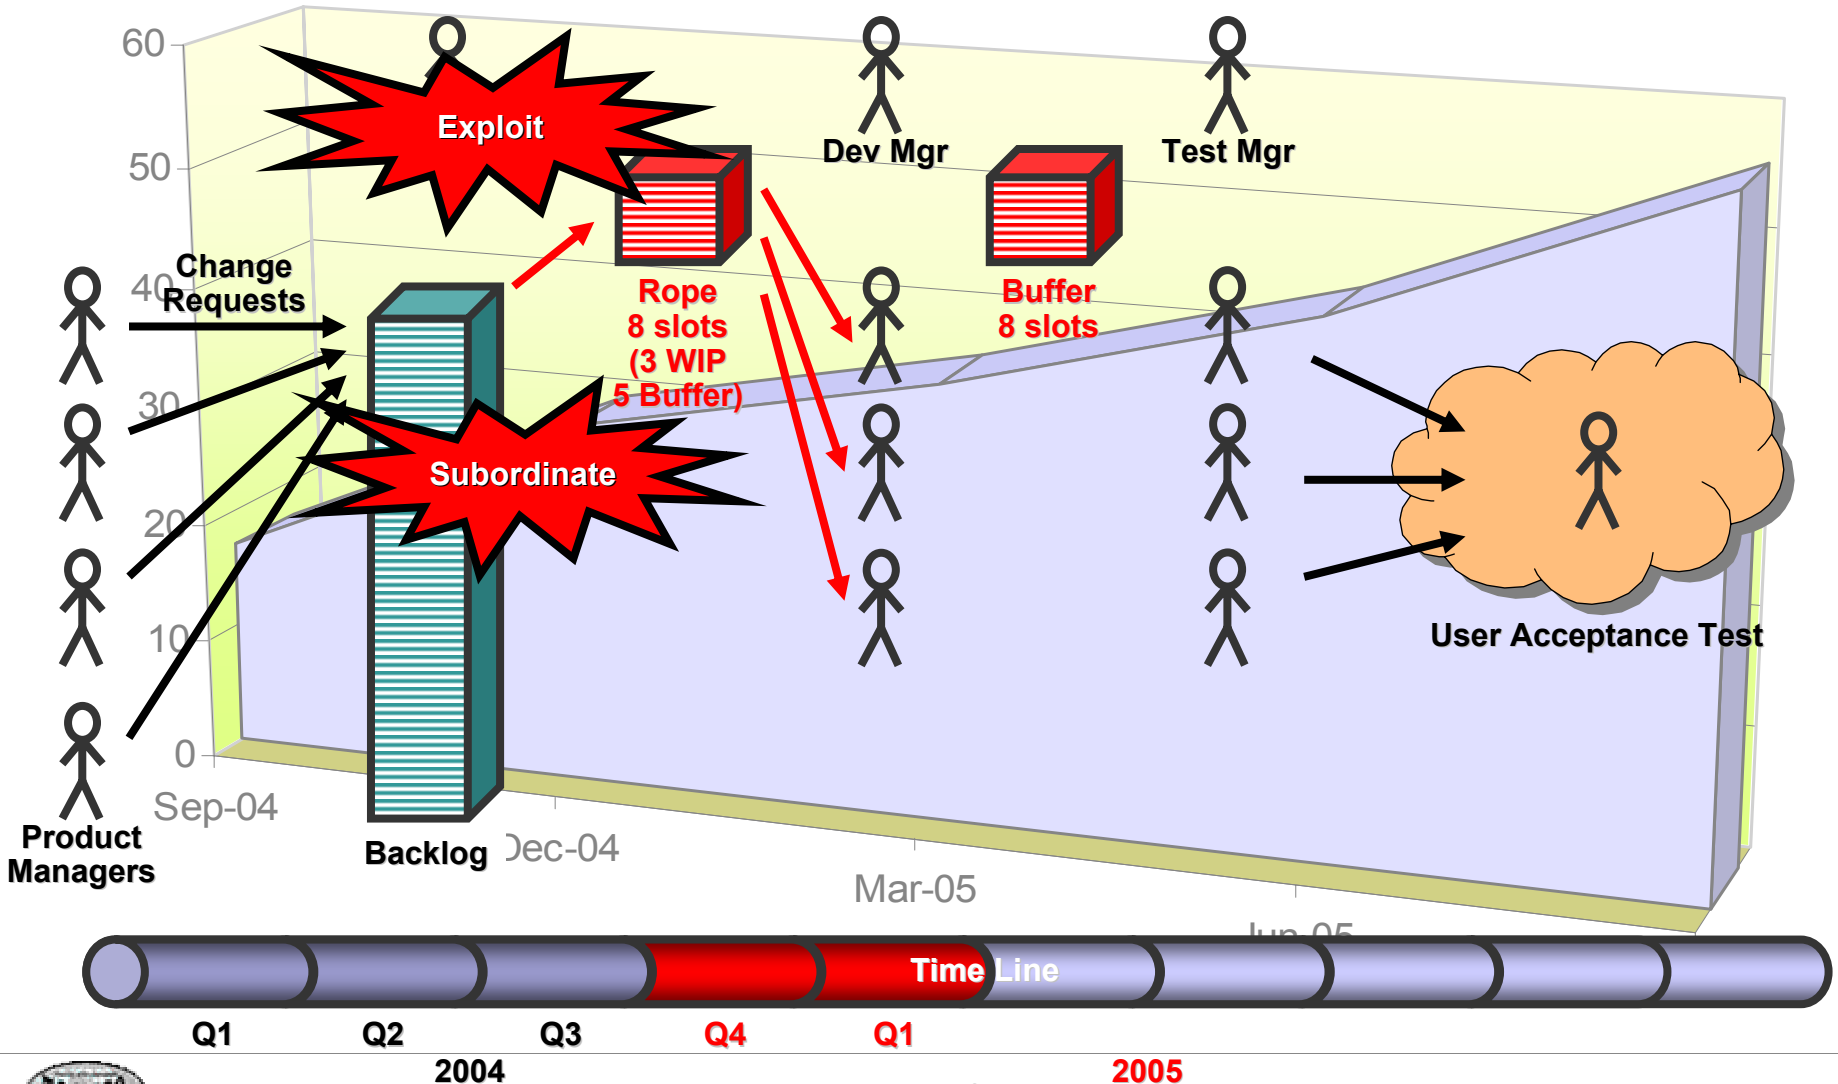 60
50
40
30
20
10
0
Exploit
Dev Mgr
Test Mgr
Change
Requests
Rope
8 slots
(3 WIP
5 Buffer)
Buffer
8 slots
Subordinate
User Acceptance Test
Product
Managers
Backlog
Sep-04
Dec-04
Mar-05
Jun-05
Time Line
Q1
Q2
Q3
Q4
Q1
2004
2005